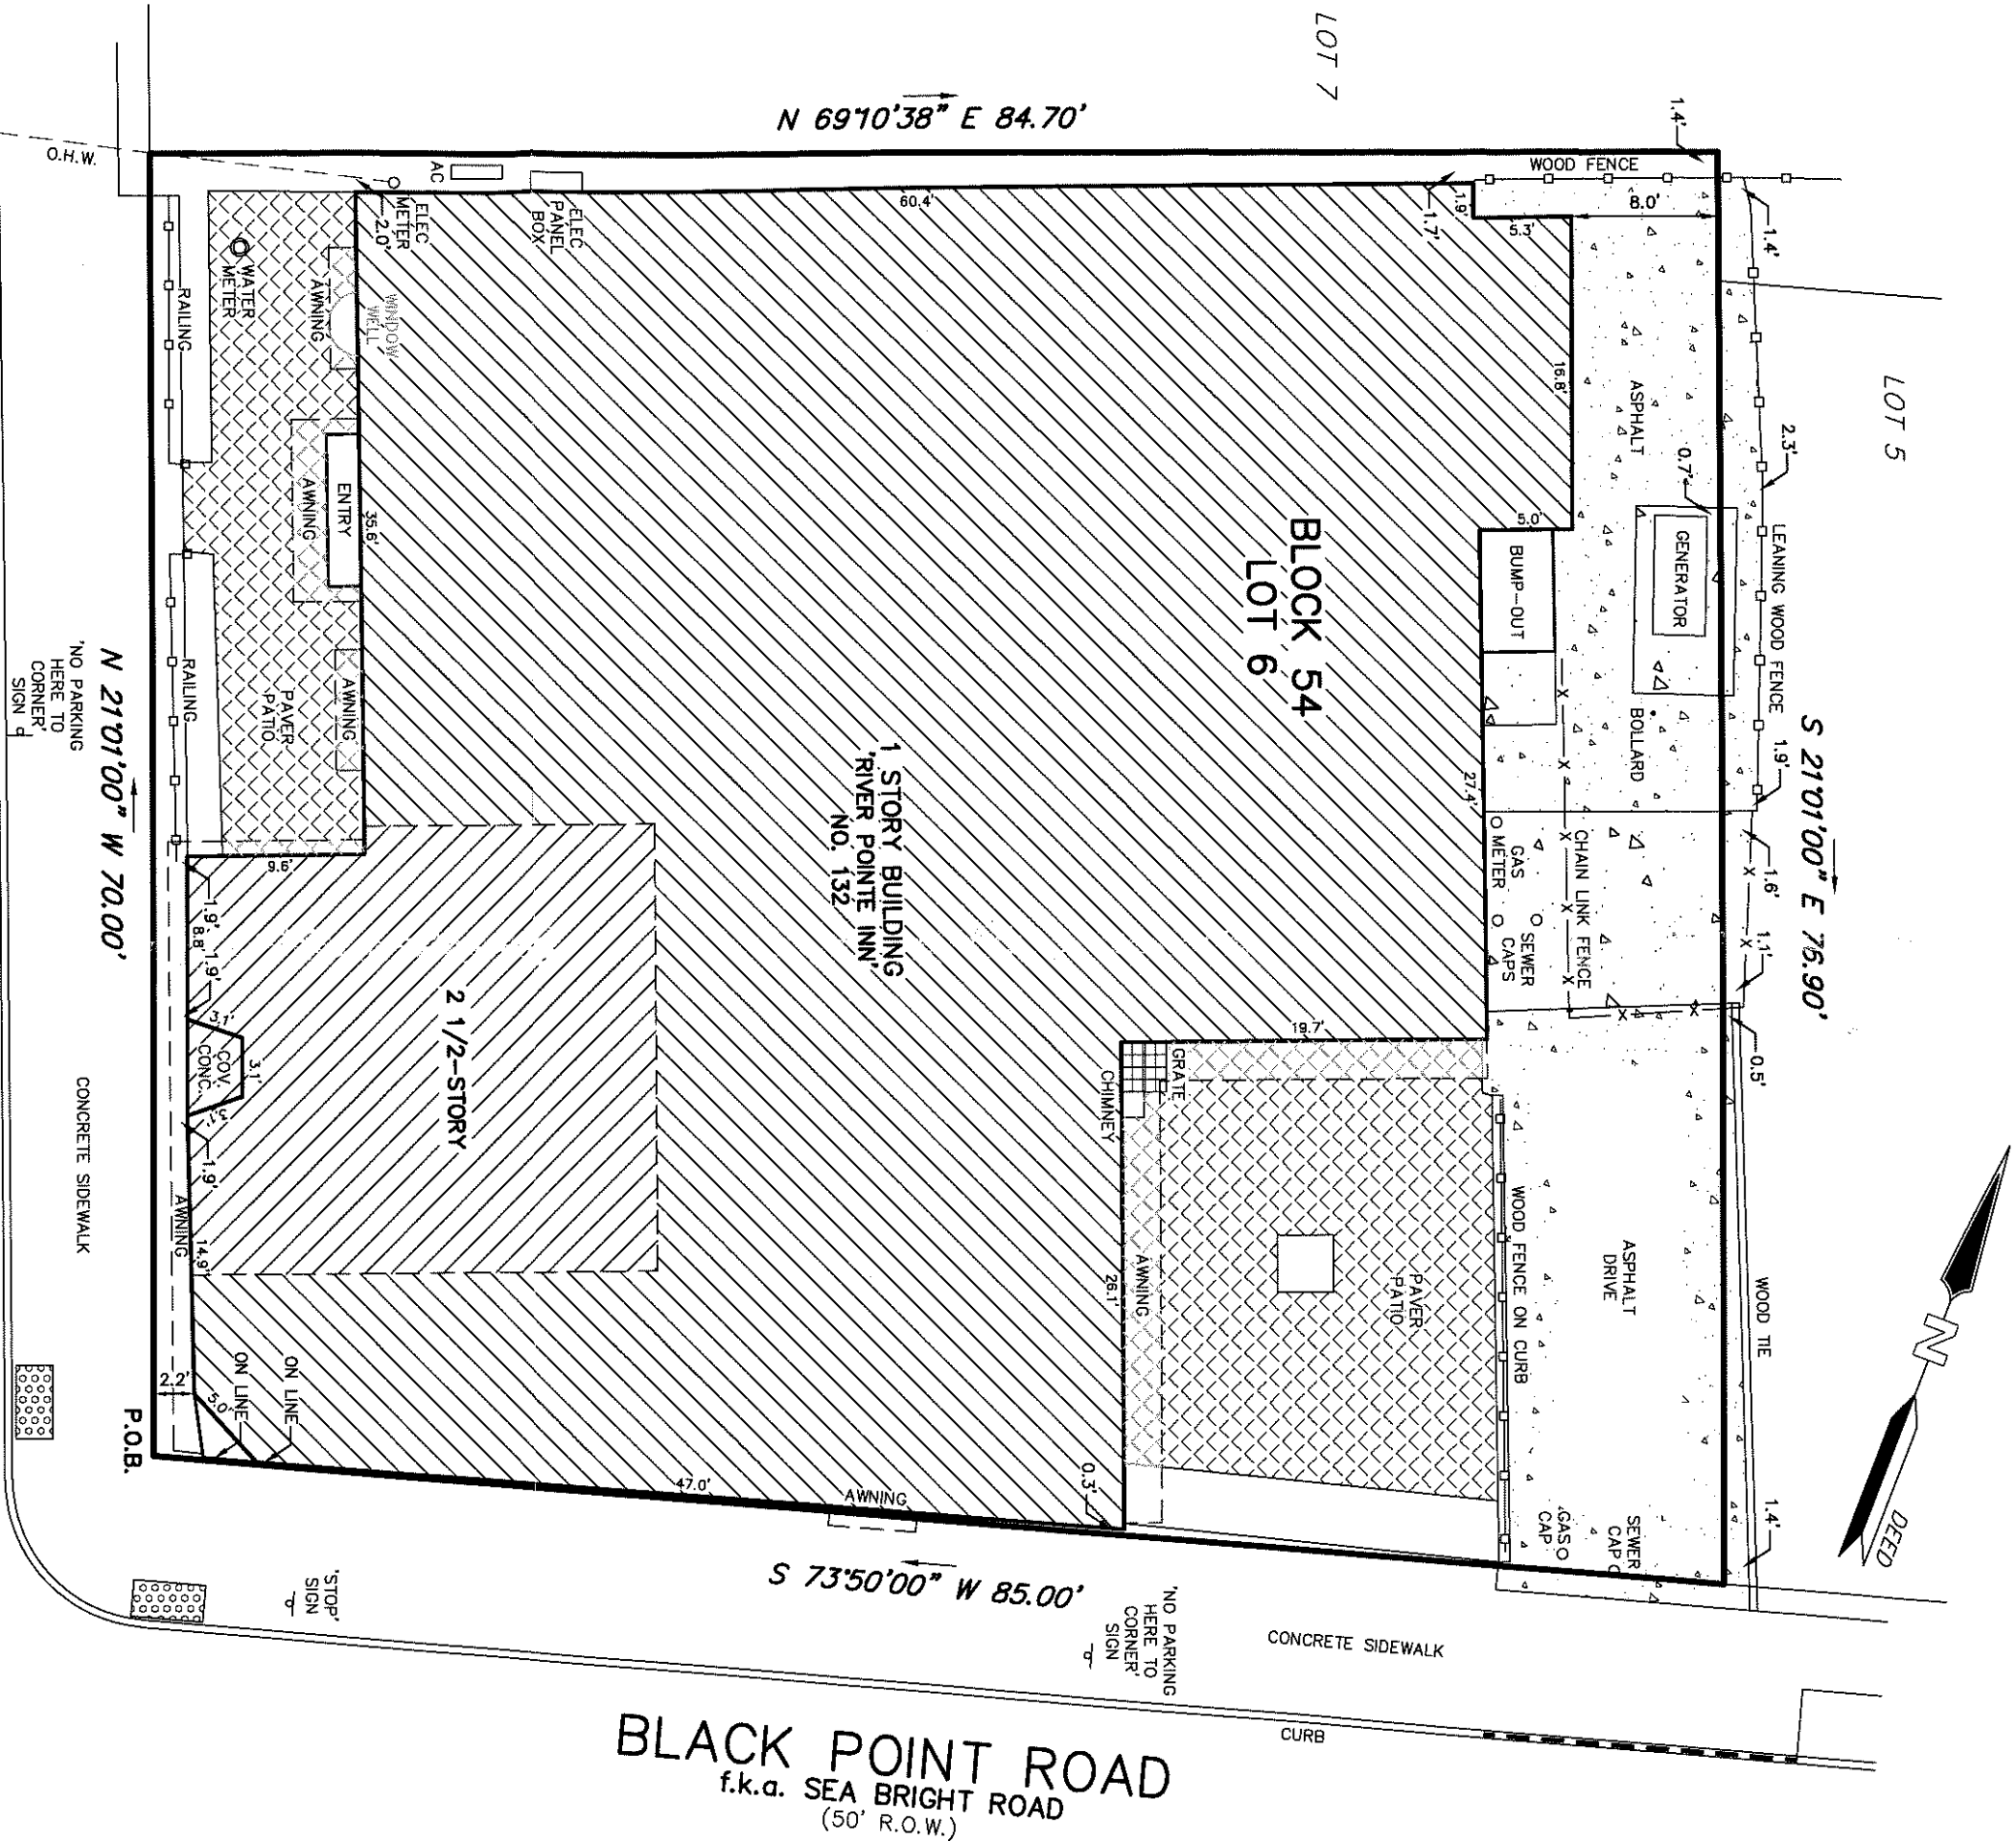 LOT 7
LOT 5
N 69°10'38" E 84.70'
S 21°01'00" E 76.90'
N 21°01'00" W 70.00'
S 73°50'00" W 85.00'
1.4'
WOOD FENCE
8.0'
1.4'
O.H.W.
AC
ELEC
METER
2.0'
ELEC
PANEL
BOX
60.4'
1.7'
1.9'
5.3'
16.8'
ASPHALT
2.3'
0.7'
LEANING WOOD FENCE
GENERATOR
5.0'
BUMP-OUT
BOLLARD
1.9'
1.6'
1.1'
0.5'
CHAIN LINK FENCE
27.4'
GAS
METER
SEWER
CAPS
BLOCK 54
LOT 6
1 STORY BUILDING
'RIVER POINTE INN'
NO. 132
2 1/2-STORY
RAILING
WATER
METER
AWNING
WINDOW
WELL
ENTRY
AWNING
35.6'
AWNING
PAVER
PATIO
RAILING
9.6'
1.9'
8.8'
1.9'
3.1'
3.1'
3.1'
COV.
CONC.
1.9'
AWNING
14.9'
2.2'
5.0'
ON LINE
ON LINE
P.O.B.
47.0'
AWNING
0.3'
26.1'
AWNING
19.7'
GRATE
CHIMNEY
PAVER
PATIO
WOOD FENCE ON CURB
ASPHALT
DRIVE
WOOD TIE
1.4'
GAS
CAP
SEWER
CAP
DEED
N
'NO PARKING
HERE TO
CORNER'
SIGN
CONCRETE SIDEWALK
'STOP'
SIGN
'NO PARKING
HERE TO
CORNER'
SIGN
CONCRETE SIDEWALK
CURB
BLACK POINT ROAD
f.k.a. SEA BRIGHT ROAD
(50' R.O.W.)